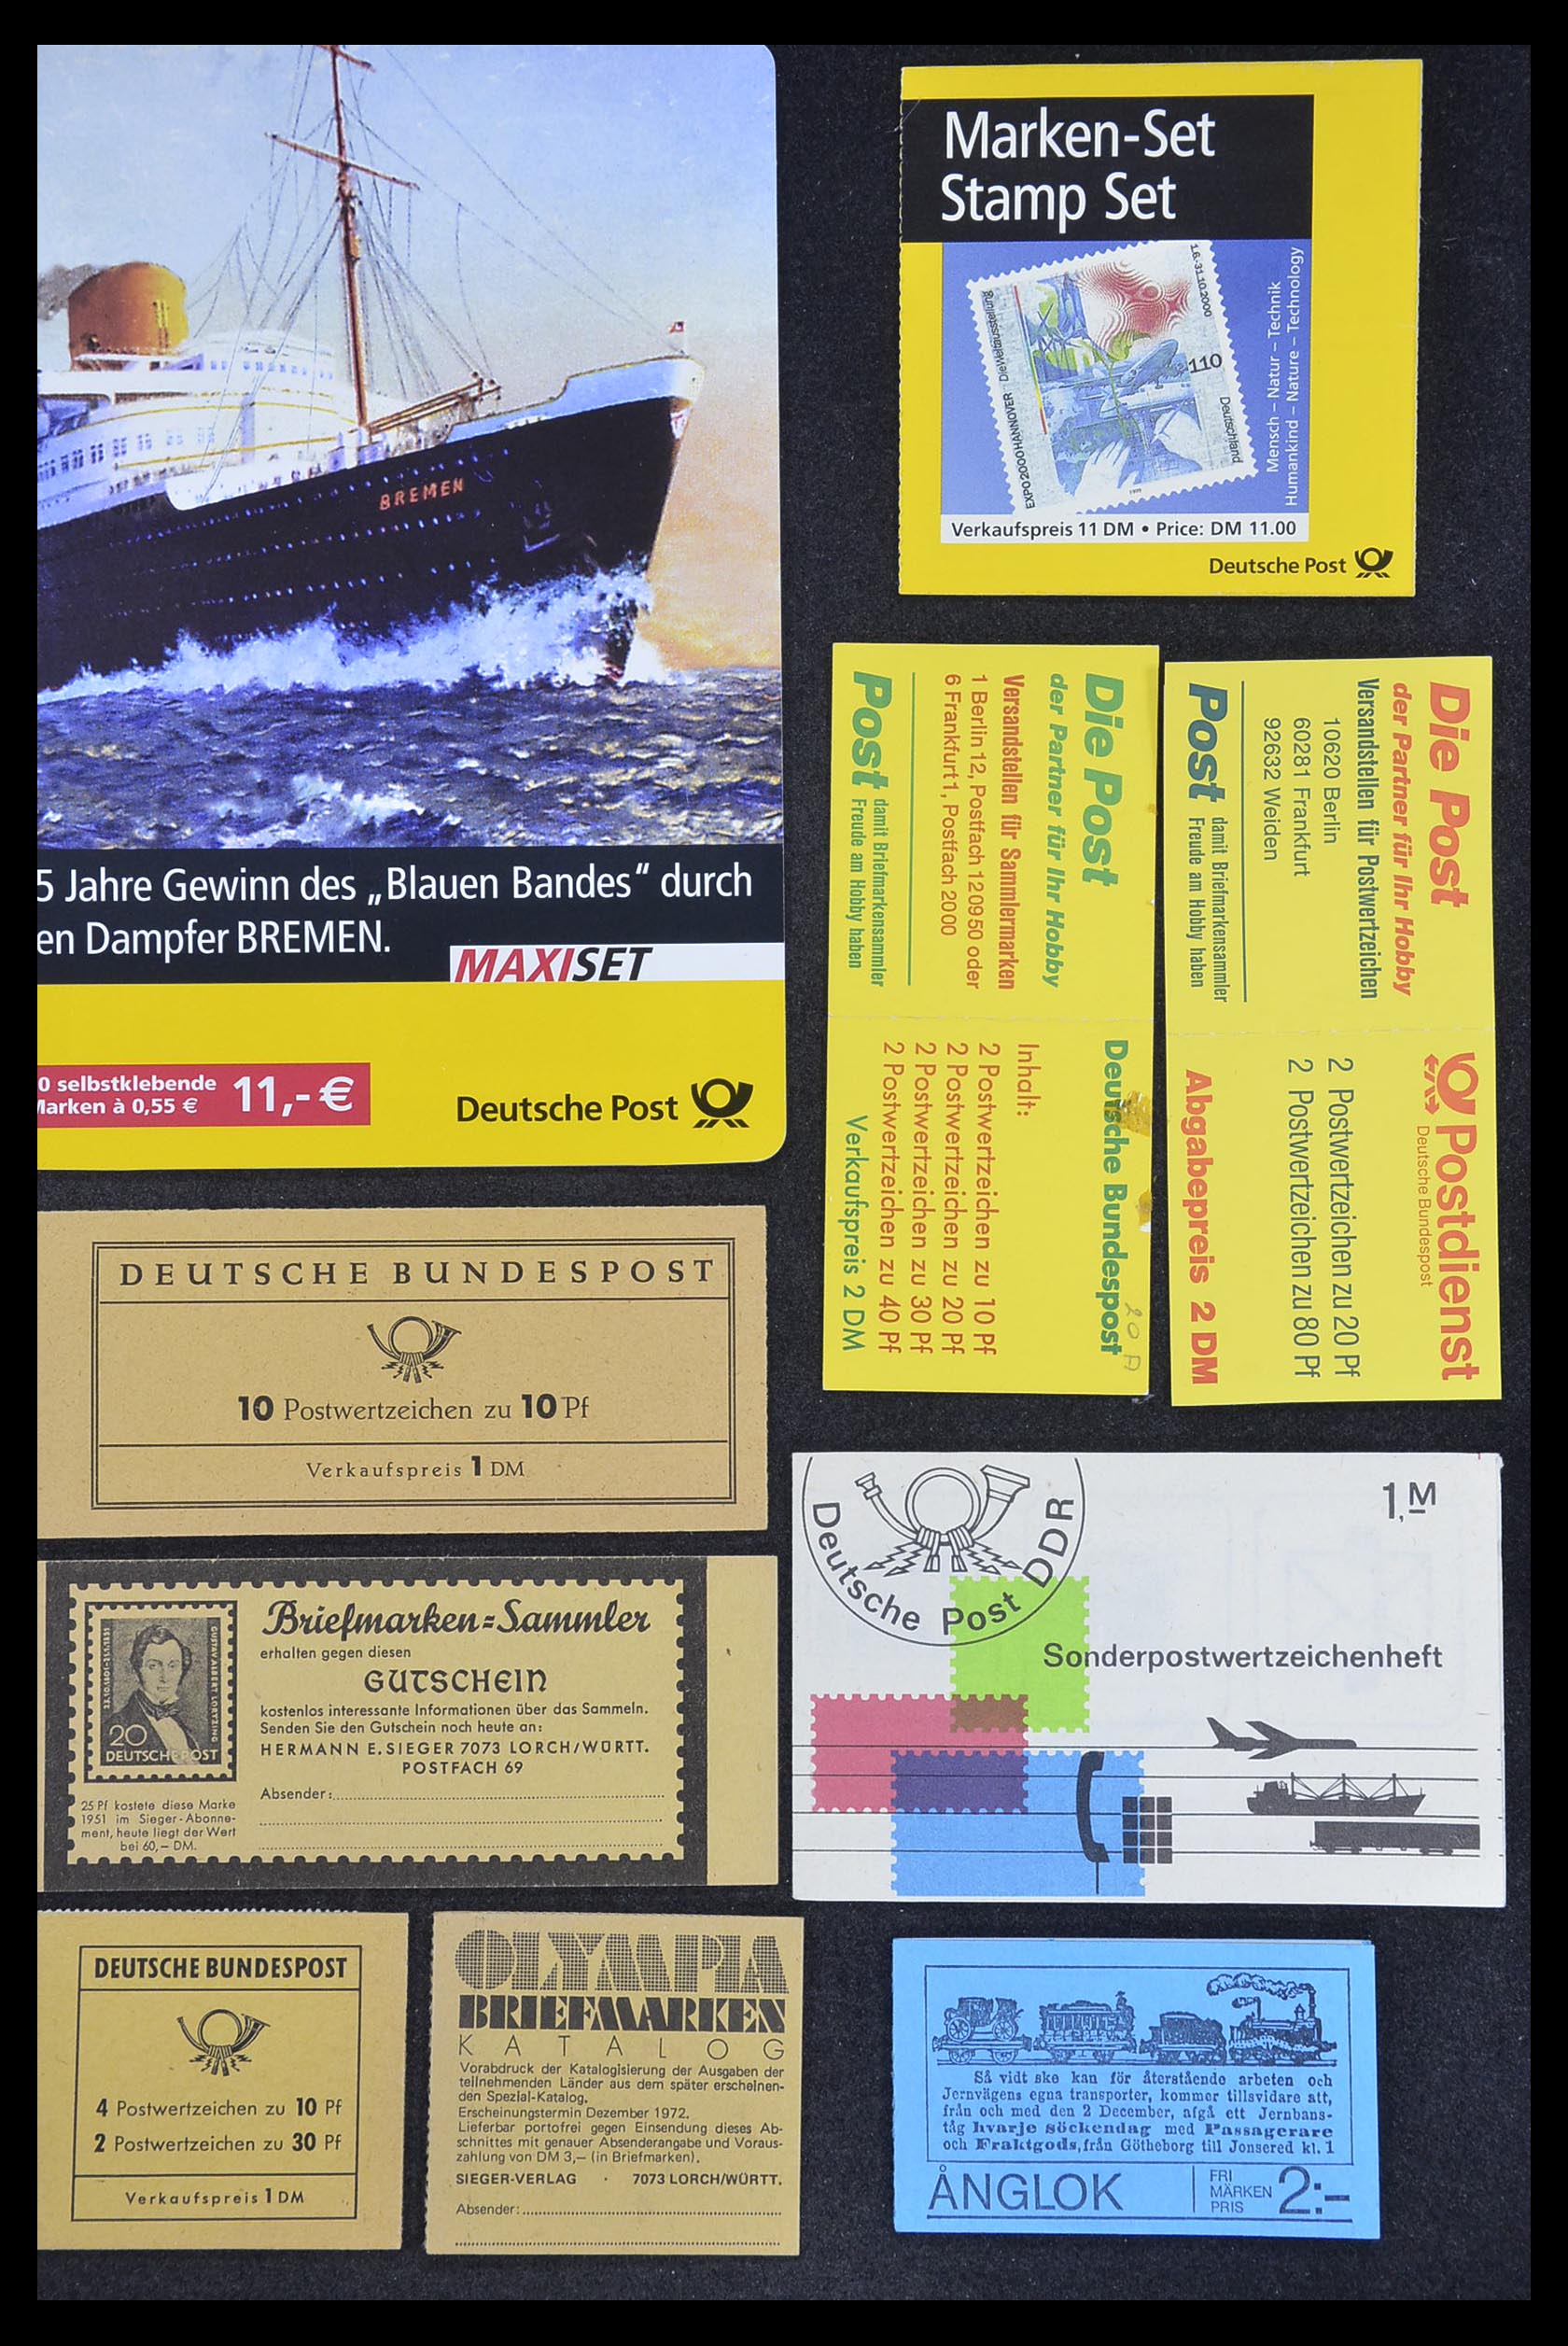 BREMEN
5 Jahre Gewinn des „Blauen Bandes“ durch
en Dampfer BREMEN.
MAXISET
0 selbstklebende
Marken à 0,55 €
11,- €
Deutsche Post
Marken-Set
Stamp Set
EXPO2000HANNOVER Die Weltausstellung
1.6.-31.10.2000
110
Deutschland
1999
Mensch – Natur – Technik
Humankind – Nature – Technology
Verkaufspreis 11 DM • Price: DM 11.00
Deutsche Post
Die Post
der Partner für Ihr Hobby
Versandstellen für Sammlermarken
1 Berlin 12, Postfach 12 09 50 oder
6 Frankfurt 1, Postfach 2000
Post damit Briefmarkensammler
Freude am Hobby haben
Deutsche Bundespost
20 A
Inhalt:
2 Postwertzeichen zu 10 Pf
2 Postwertzeichen zu 20 Pf
2 Postwertzeichen zu 30 Pf
2 Postwertzeichen zu 40 Pf
Verkaufspreis 2 DM
Die Post
der Partner für Ihr Hobby
Versandstellen für Postwertzeichen
10620 Berlin
60281 Frankfurt
92632 Weiden
Post damit Briefmarkensammler
Freude am Hobby haben
Postdienst
Deutsche Bundespost
2 Postwertzeichen zu 20 Pf
2 Postwertzeichen zu 80 Pf
Abgabepreis 2 DM
DEUTSCHE BUNDESPOST
10 Postwertzeichen zu 10 Pf
Verkaufspreis 1 DM
GUSTAV ALBERT LORTZING
23.10.1801-21.1.1851
20
DEUTSCHE POST
25 Pf kostete diese Marke
1951 im Sieger-Abonne-
ment, heute liegt der Wert
bei 60,– DM.
Briefmarken-Sammler
erhalten gegen diesen
GUTSCHEIN
kostenlos interessante Informationen über das Sammeln.
Senden Sie den Gutschein noch heute an:
HERMANN E. SIEGER 7073 LORCH/WÜRTT.
POSTFACH 69
Absender:
Deutsche Post DDR
1,M
Sonderpostwertzeichenheft
DEUTSCHE BUNDESPOST
4 Postwertzeichen zu 10 Pf
2 Postwertzeichen zu 30 Pf
Verkaufspreis 1 DM
OLYMPIA
BRIEFMARKEN
KATALOG
Vorabdruck der Katalogisierung der Ausgaben der
teilnehmenden Länder aus dem später erscheinen-
den Spezial-Katalog.
Erscheinungstermin Dezember 1972.
Lieferbar portofrei gegen Einsendung dieses Ab-
schnittes mit genauer Absenderangabe und Voraus-
zahlung von DM 3,– (in Briefmarken).
SIEGER-VERLAG · 7073 LORCH/WÜRTT.
Absender:
Så vidt ske kan för återstående arbeten och
Jernvägens egna transporter, kommer tillsvidare att,
från och med den 2 December, afgå ett Jernbans-
tåg hvarje söckendag med Passagerare
och Fraktgods, från Götheborg till Jonsered kl. 1
ÅNGLOK
FRI
MÄRKEN
PRIS
2:-